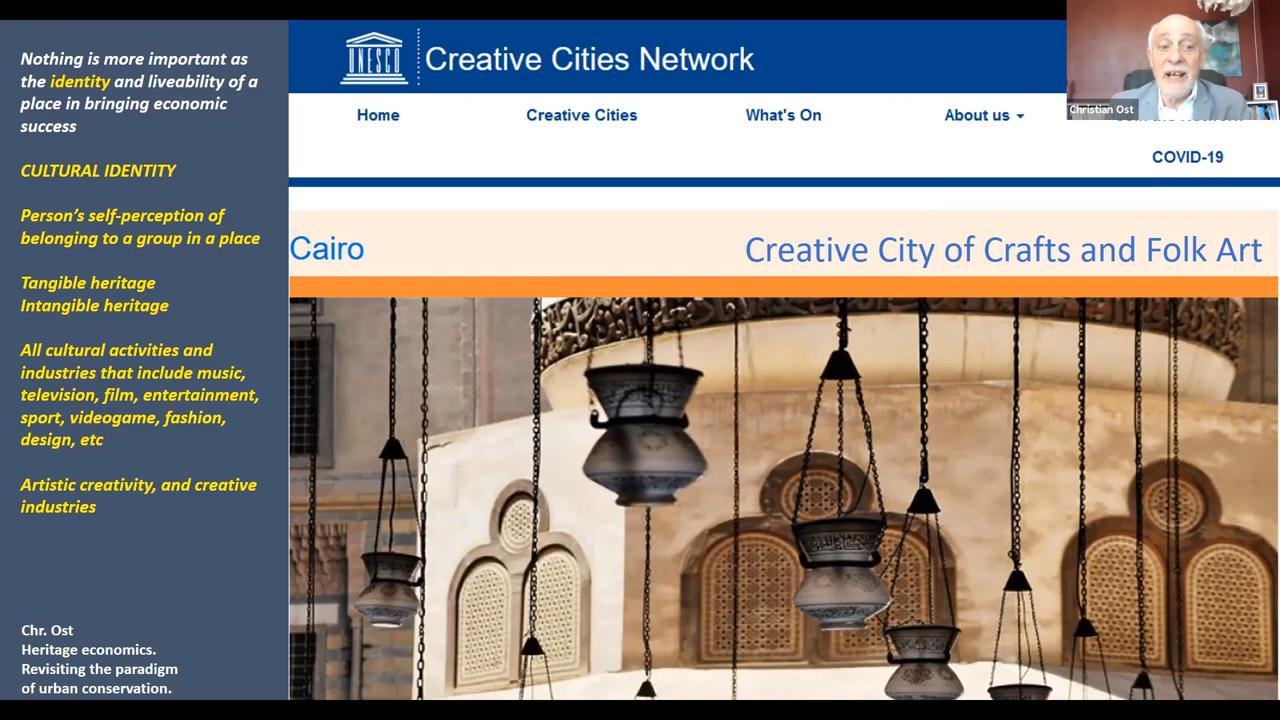 Nothing is more important as
the identity and liveability of a
place in bringing economic
success
CULTURAL IDENTITY
Person's self-perception of
belonging to a group in a place
Tangible heritage
Intangible heritage
All cultural activities and
industries that include music,
television, film, entertainment,
sport, videogame, fashion,
design, etc
Artistic creativity, and creative
industries
Chr. Ost
Heritage economics.
Revisiting the paradigm
of urban conservation.
UNESCO
Creative Cities Network
Home
Creative Cities
What's On
About us
COVID-19
Christian Ost
Cairo
Creative City of Crafts and Folk Art